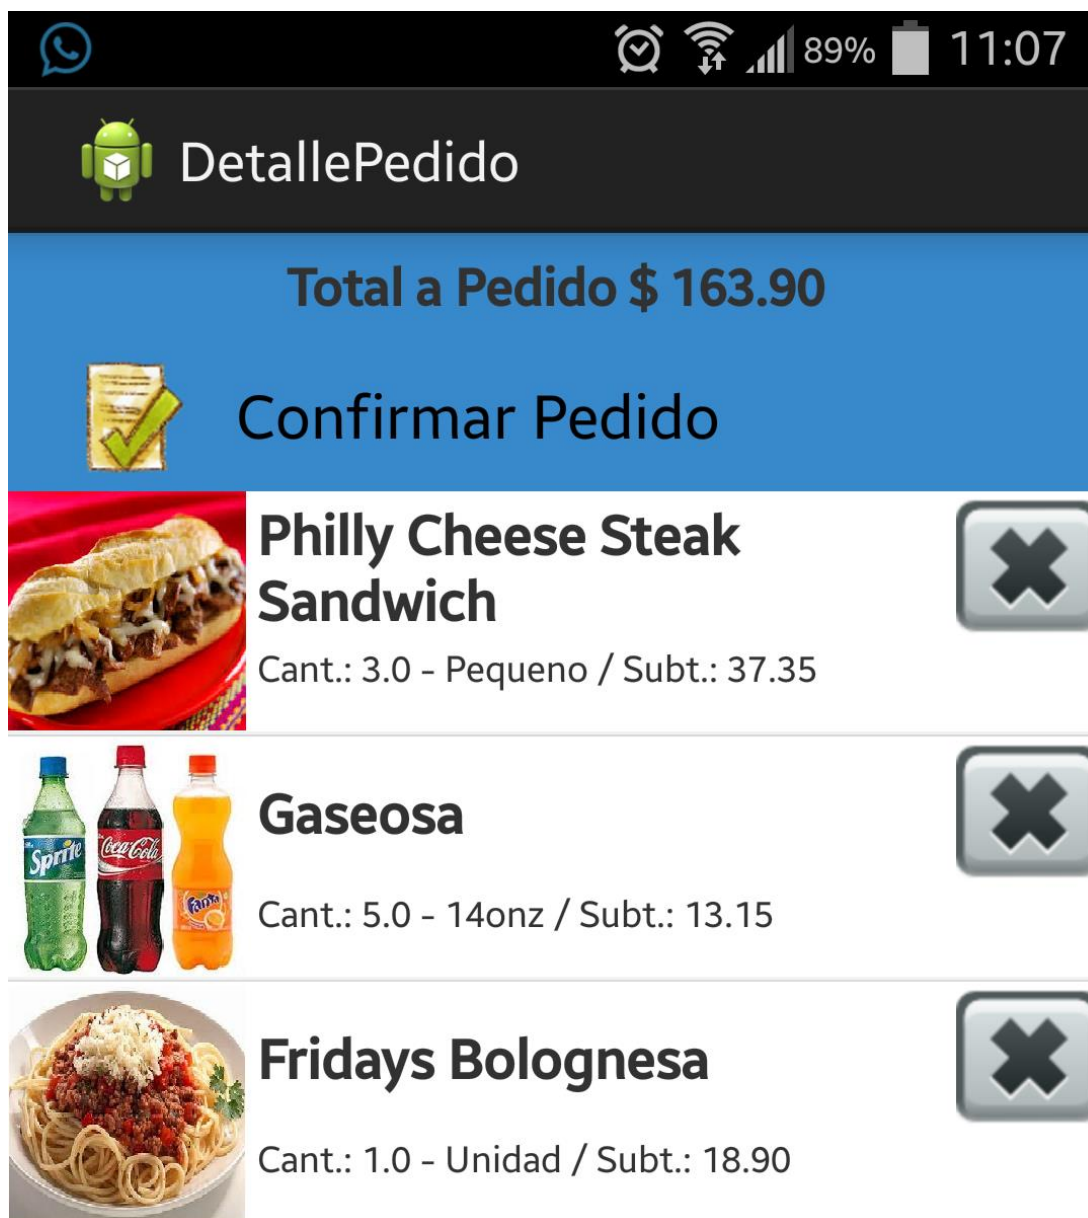 89% 11:07
DetallePedido
Total a Pedido $ 163.90
Confirmar Pedido
Philly Cheese Steak
Sandwich
Cant.: 3.0 - Pequeno / Subt.: 37.35
Gaseosa
Sprite Coca-Cola Fanta
Cant.: 5.0 - 14onz / Subt.: 13.15
Fridays Bolognesa
Cant.: 1.0 - Unidad / Subt.: 18.90